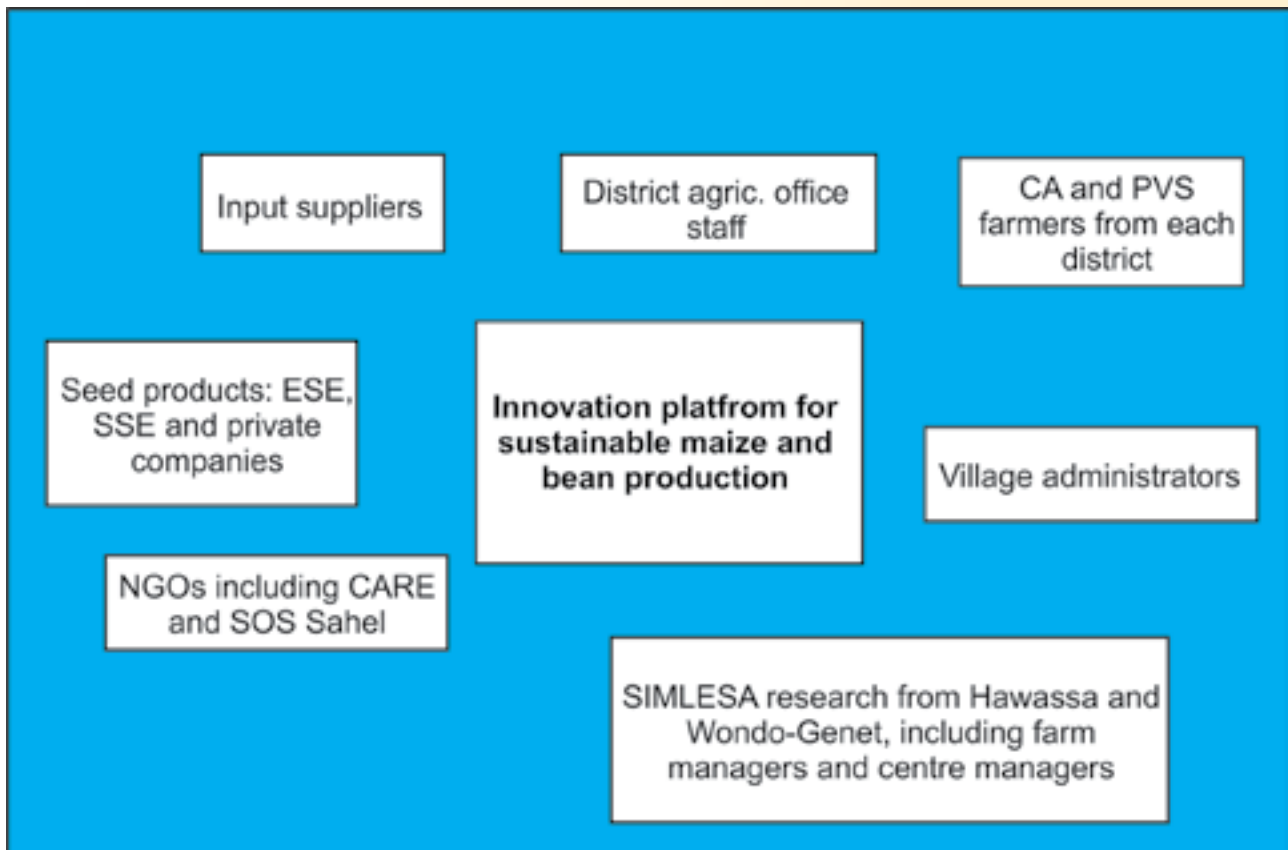 Input suppliers
District agric. office
staff
CA and PVS
farmers from each
district
Seed products: ESE,
SSE and private
companies
Innovation platfrom for
sustainable maize and
bean production
Village administrators
NGOs including CARE
and SOS Sahel
SIMLESA research from Hawassa and
Wondo-Genet, including farm
managers and centre managers